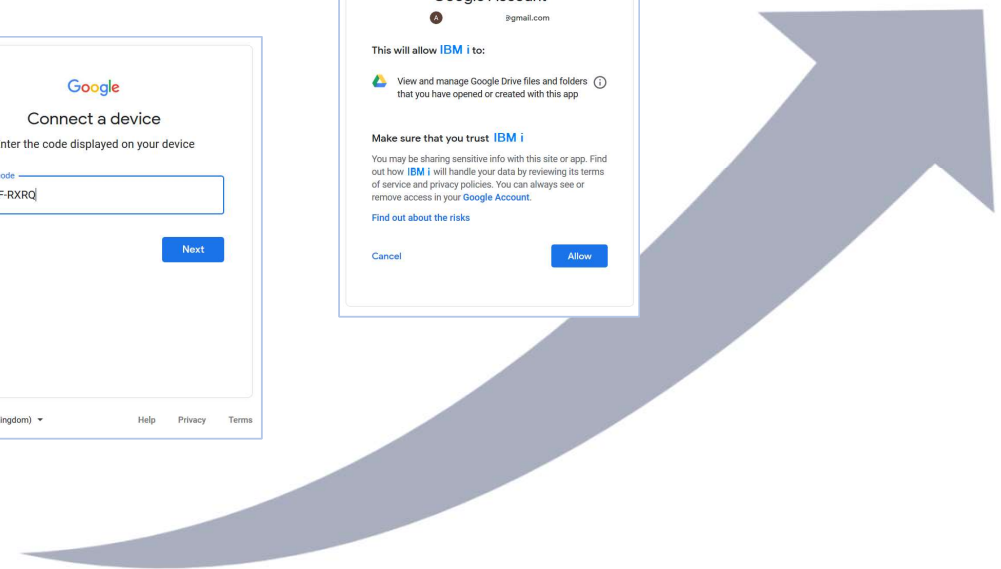 Google
Connect a device
nter the code displayed on your device
ode
F-RXRQ
Next
ingdom)
Help Privacy Terms
Google Account
A @gmail.com
This will allow IBM i to:
View and manage Google Drive files and folders
that you have opened or created with this app
Make sure that you trust IBM i
You may be sharing sensitive info with this site or app. Find
out how IBM i will handle your data by reviewing its terms
of service and privacy policies. You can always see or
remove access in your Google Account.
Find out about the risks
Cancel Allow